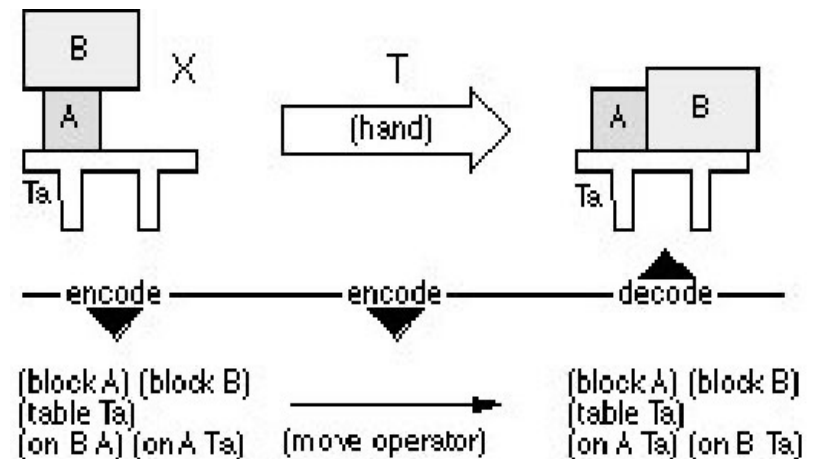 B
X
T
A
(hand)
A
B
Ta
Ta
encode
encode
decode
(block A) (block B)
(table Ta)
(on B A) (on A Ta)
(move operator)
(block A) (block B)
(table Ta)
(on A Ta) (on B Ta)